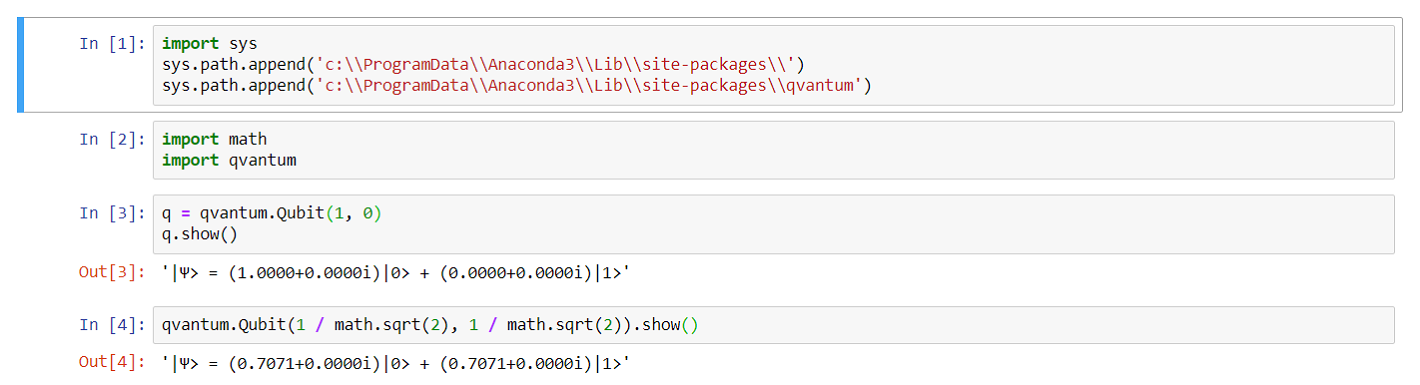 In [1]: import sys
sys.path.append('c:\\ProgramData\\Anaconda3\\Lib\\site-packages\\')
sys.path.append('c:\\ProgramData\\Anaconda3\\Lib\\site-packages\\qvantum')
In [2]: import math
import qvantum
In [3]: q = qvantum.Qubit(1, 0)
q.show()
Out[3]: '|Ψ> = (1.0000+0.0000i)|0> + (0.0000+0.0000i)|1>'
In [4]: qvantum.Qubit(1 / math.sqrt(2), 1 / math.sqrt(2)).show()
Out[4]: '|Ψ> = (0.7071+0.0000i)|0> + (0.7071+0.0000i)|1>'